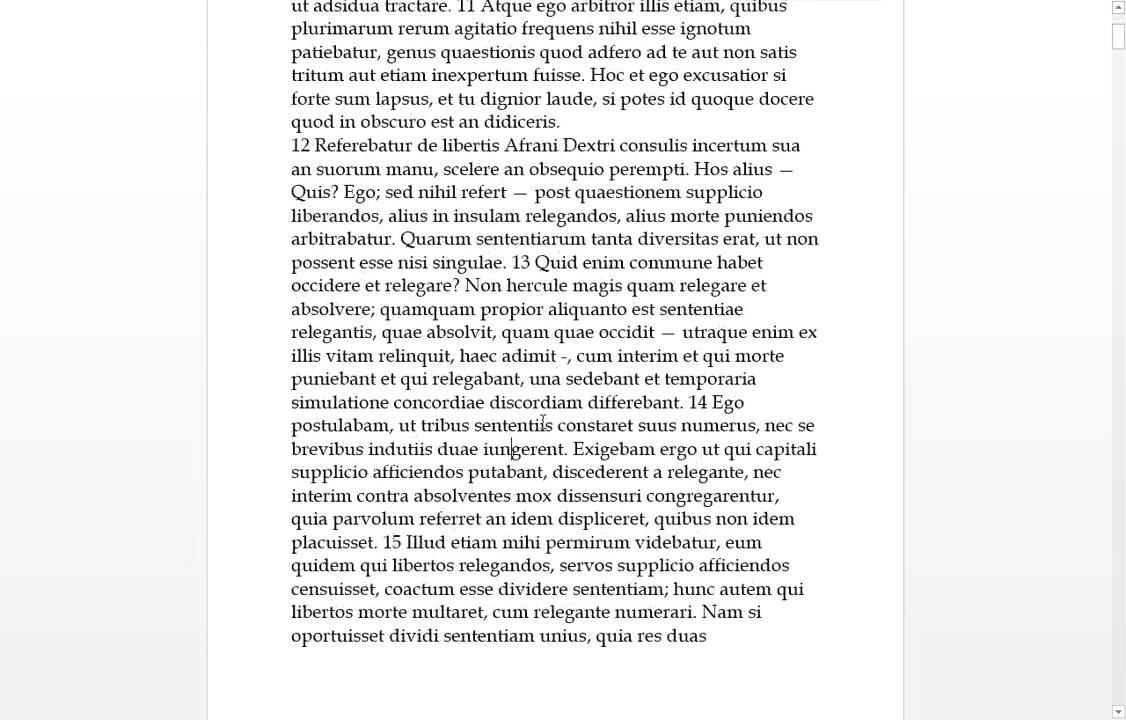 ut adsidua tractare. 11 Atque ego arbitror illis etiam, quibus
plurimarum rerum agitatio frequens nihil esse ignotum
patiebatur, genus quaestionis quod adfero ad te aut non satis
tritum aut etiam inexpertum fuisse. Hoc et ego excusatior si
forte sum lapsus, et tu dignior laude, si potes id quoque docere
quod in obscuro est an didiceris.
12 Referebatur de libertis Afrani Dextri consulis incertum sua
an suorum manu, scelere an obsequio perempti. Hos alius —
Quis? Ego; sed nihil refert — post quaestionem supplicio
liberandos, alius in insulam relegandos, alius morte puniendos
arbitrabatur. Quarum sententiarum tanta diversitas erat, ut non
possent esse nisi singulae. 13 Quid enim commune habet
occidere et relegare? Non hercule magis quam relegare et
absolvere; quamquam propior aliquanto est sententiae
relegantis, quae absolvit, quam quae occidit — utraque enim ex
illis vitam relinquit, haec adimit -, cum interim et qui morte
puniebant et qui relegabant, una sedebant et temporaria
simulatione concordiae discordiam differebant. 14 Ego
postulabam, ut tribus sententiis constaret suus numerus, nec se
brevibus indutiis duae iungerent. Exigebam ergo ut qui capitali
supplicio afficiendos putabant, discederent a relegante, nec
interim contra absolventes mox dissensuri congregarentur,
quia parvolum referret an idem displiceret, quibus non idem
placuisset. 15 Illud etiam mihi permirum videbatur, eum
quidem qui libertos relegandos, servos supplicio afficiendos
censuisset, coactum esse dividere sententiam; hunc autem qui
libertos morte multaret, cum relegante numerari. Nam si
oportuisset dividi sententiam unius, quia res duas